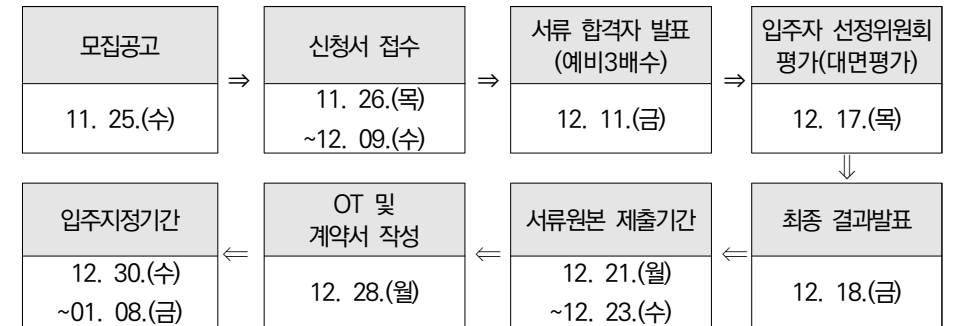 모집공고
11. 25.(수)
⇒
신청서 접수
11. 26.(목)
~12. 09.(수)
⇒
서류 합격자 발표
(예비3배수)
12. 11.(금)
⇒
입주자 선정위원회
평가(대면평가)
12. 17.(목)
⇓
최종 결과발표
12. 18.(금)
⇐
서류원본 제출기간
12. 21.(월)
~12. 23.(수)
⇐
OT 및
계약서 작성
12. 28.(월)
⇐
입주지정기간
12. 30.(수)
~01. 08.(금)